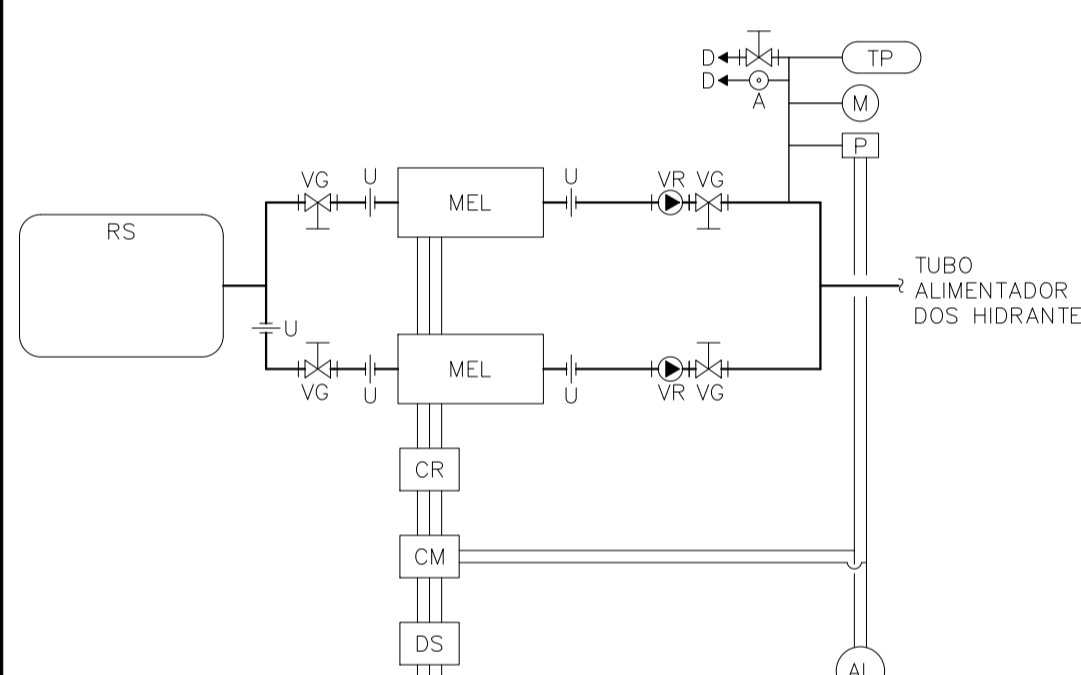 D
TP
D
A
M
P
VG
U
MEL
U
VR VG
RS
TUBO
ALIMENTADOR
DOS HIDRANTE
U
MEL
VG
U
U
VR VG
CR
CM
DS
AL